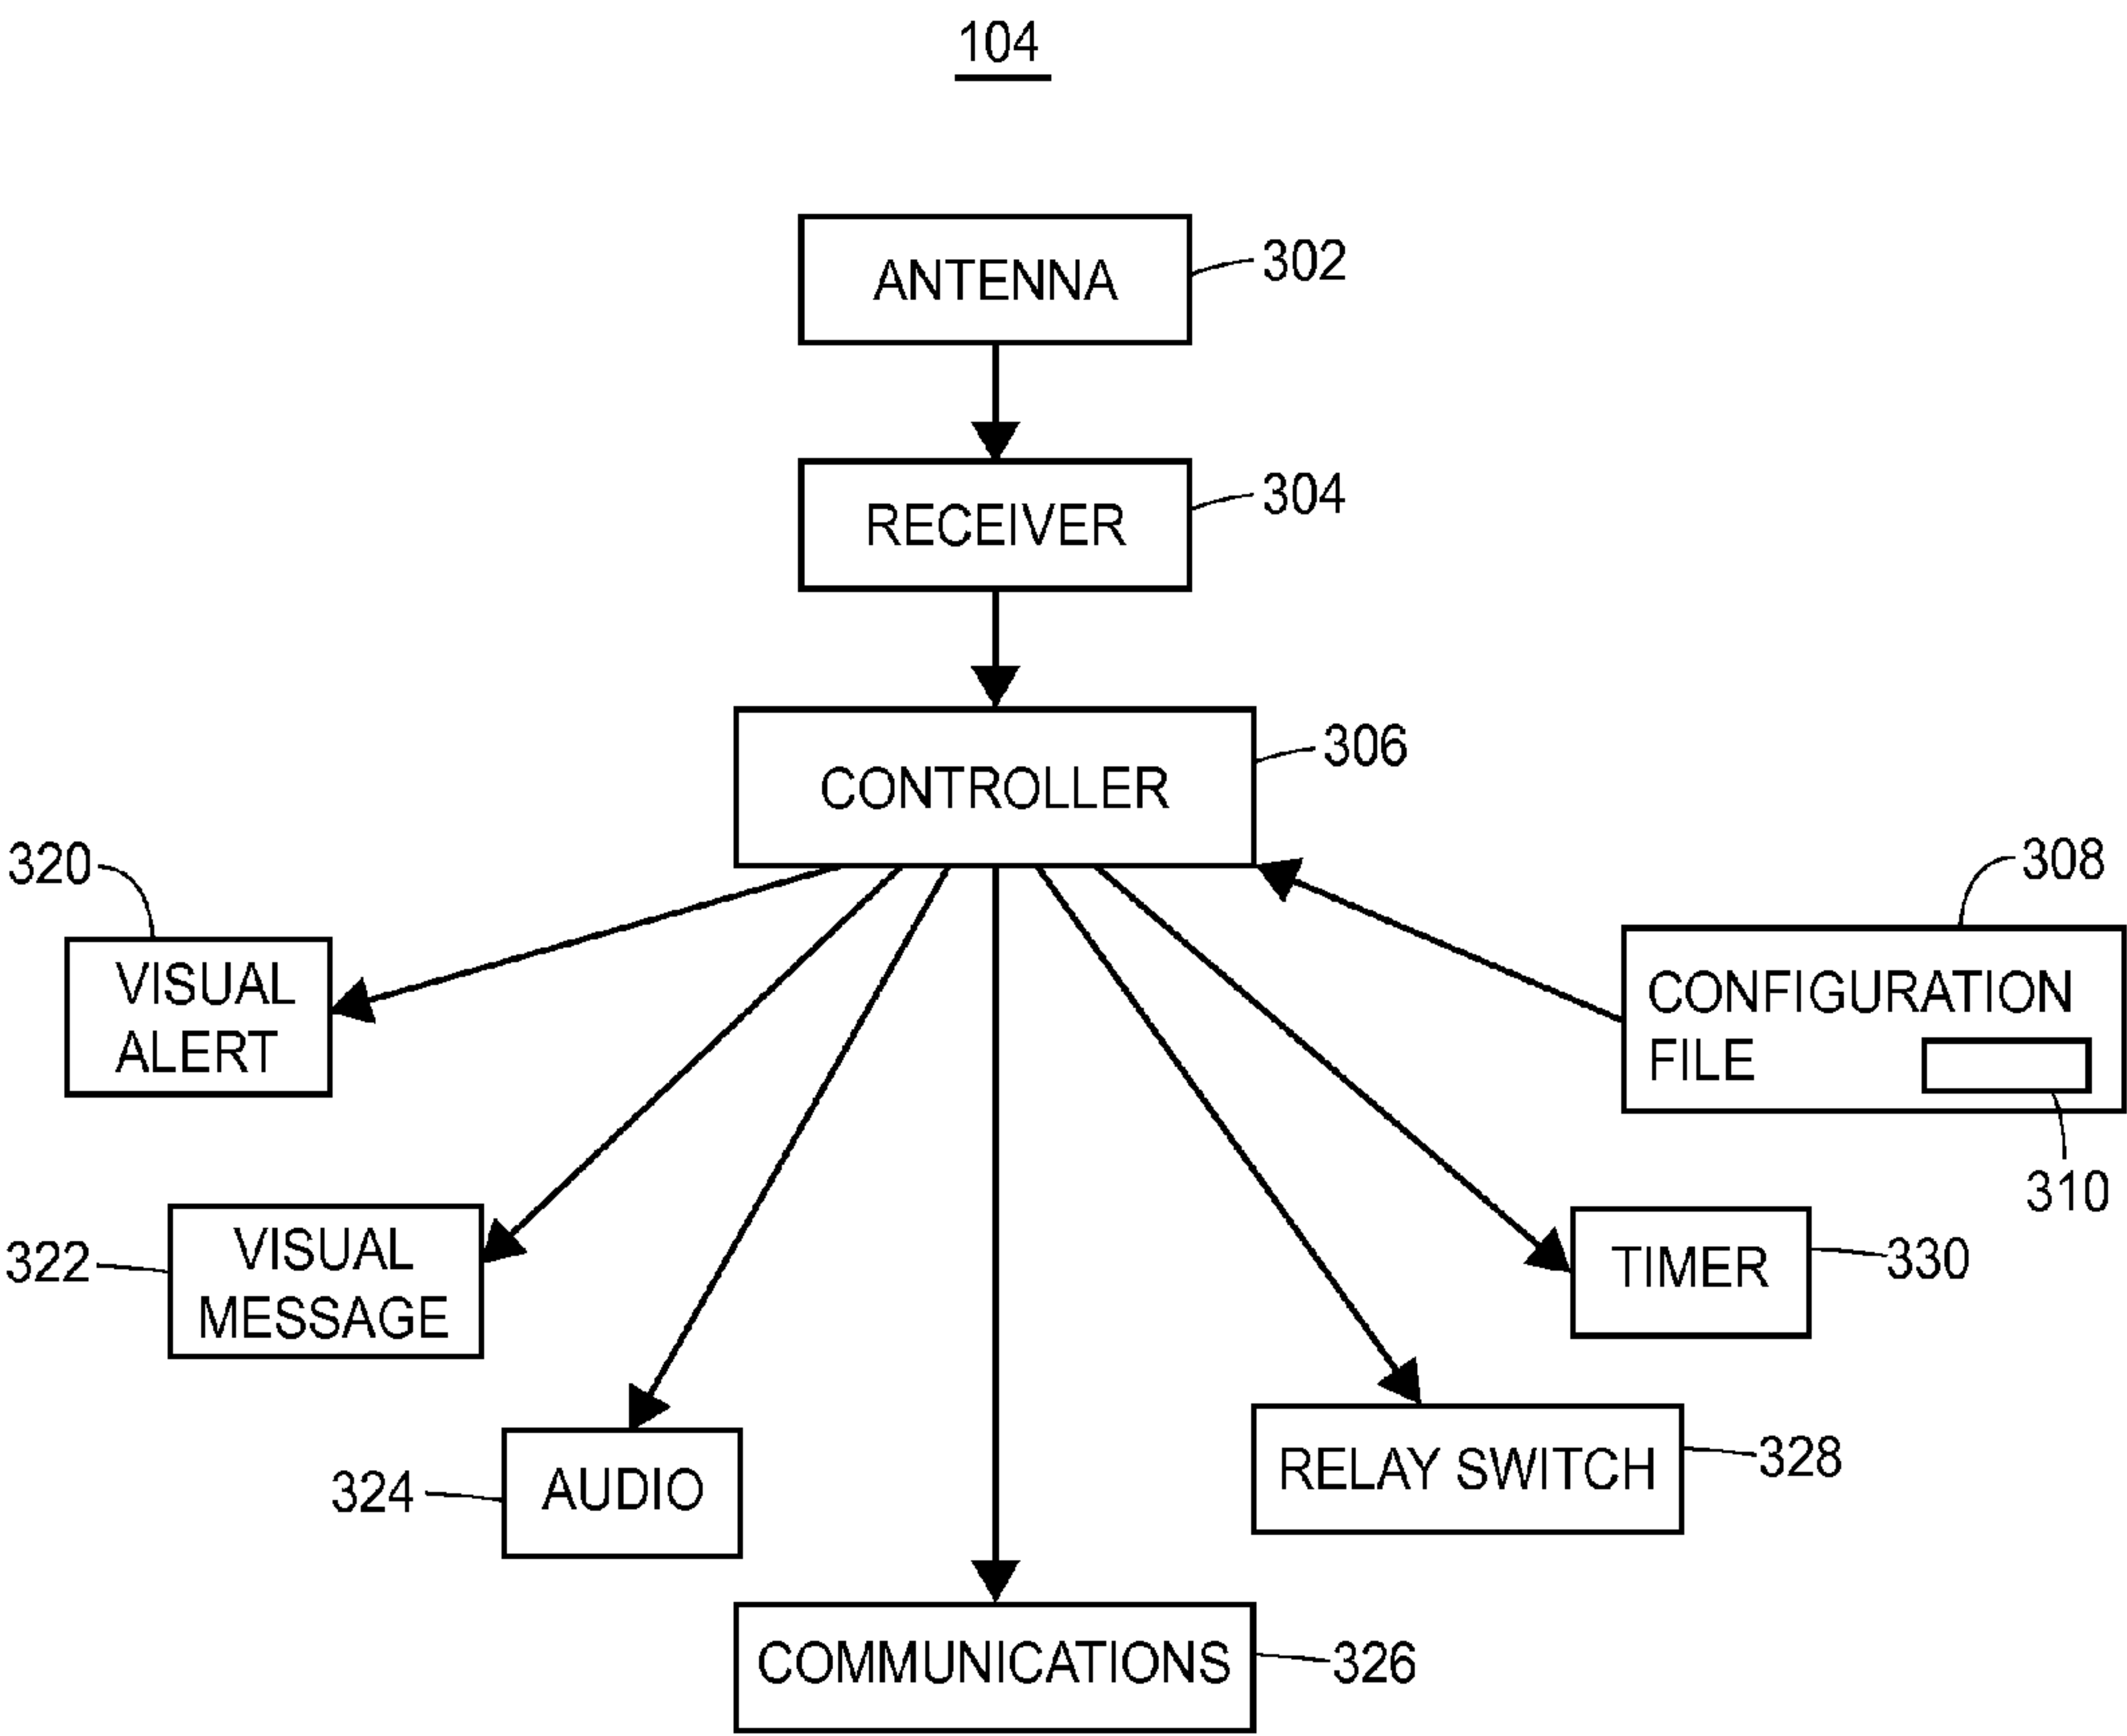 104
ANTENNA
302
RECEIVER
304
CONTROLLER
306
320
308
VISUAL
ALERT
CONFIGURATION
FILE
310
322
VISUAL
MESSAGE
TIMER
330
324
AUDIO
RELAY SWITCH
328
COMMUNICATIONS
326